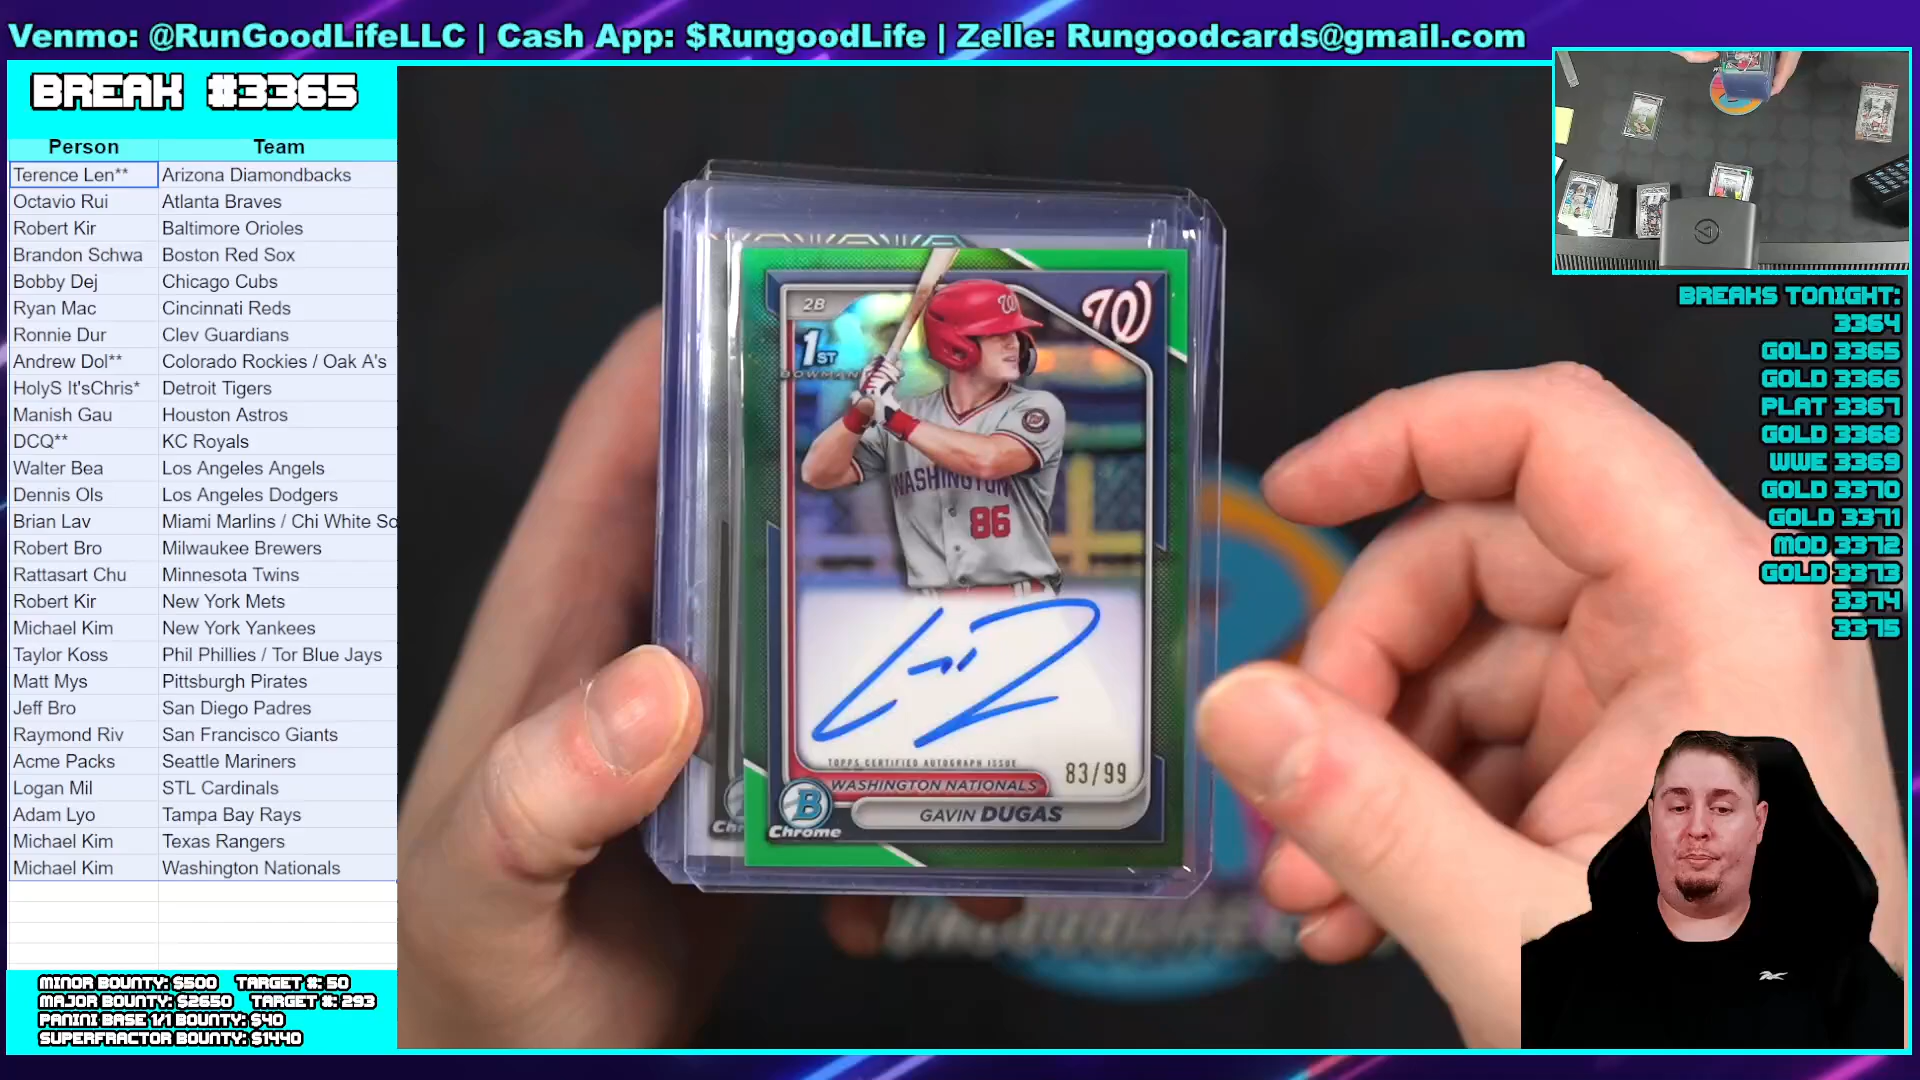 Venmo: @RunGoodLifeLLC | Cash App: $RungoodLife | Zelle: Rungoodcards@gmail.com
BREAK #3365
Person Team
Terence Len** Arizona Diamondbacks
Octavio Rui Atlanta Braves
Robert Kir Baltimore Orioles
Brandon Schwa Boston Red Sox
Bobby Dej Chicago Cubs
Ryan Mac Cincinnati Reds
Ronnie Dur Clev Guardians
Andrew Dol** Colorado Rockies / Oak A's
HolyS It'sChris* Detroit Tigers
Manish Gau Houston Astros
DCQ** KC Royals
Walter Bea Los Angeles Angels
Dennis Ols Los Angeles Dodgers
Brian Lav Miami Marlins / Chi White So
Robert Bro Milwaukee Brewers
Rattasart Chu Minnesota Twins
Robert Kir New York Mets
Michael Kim New York Yankees
Taylor Koss Phil Phillies / Tor Blue Jays
Matt Mys Pittsburgh Pirates
Jeff Bro San Diego Padres
Raymond Riv San Francisco Giants
Acme Packs Seattle Mariners
Logan Mil STL Cardinals
Adam Lyo Tampa Bay Rays
Michael Kim Texas Rangers
Michael Kim Washington Nationals
MINOR BOUNTY: $500 TARGET #: 50
MAJOR BOUNTY: $2650 TARGET #: 293
PANINI BASE 1/1 BOUNTY: $40
SUPERFRACTOR BOUNTY: $1440
2B
W
1ST
BOWMAN
W
WASHINGTON
86
TOPPS CERTIFIED AUTOGRAPH ISSUE
83/99
WASHINGTON NATIONALS
GAVIN DUGAS
B
Chrome
Chr
BREAKS TONIGHT:
3364
GOLD 3365
GOLD 3366
PLAT 3367
GOLD 3368
WWE 3369
GOLD 3370
GOLD 3371
MOD 3372
GOLD 3373
3374
3375